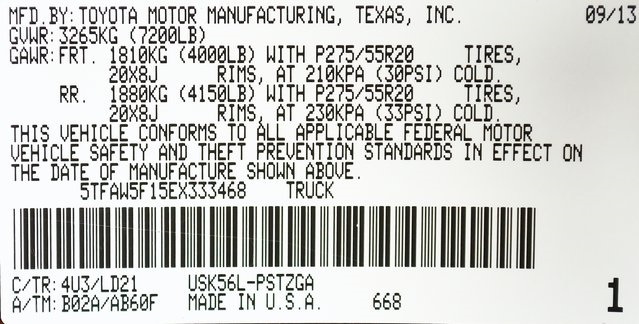 MFD.BY: TOYOTA MOTOR MANUFACTURING, TEXAS, INC. 09/13
GVWR: 3265KG (7200LB)
GAWR: FRT. 1810KG (4000LB) WITH P275/55R20 TIRES,
20X8J RIMS, AT 210KPA (30PSI) COLD.
RR. 1880KG (4150LB) WITH P275/55R20 TIRES,
20X8J RIMS, AT 230KPA (33PSI) COLD.
THIS VEHICLE CONFORMS TO ALL APPLICABLE FEDERAL MOTOR
VEHICLE SAFETY AND THEFT PREVENTION STANDARDS IN EFFECT ON
THE DATE OF MANUFACTURE SHOWN ABOVE.
5TFAW5F15EX333468 TRUCK
C/TR: 4U3/LD21 USK56L-PSTZGA
A/TM: B02A/AB60F MADE IN U.S.A. 668 1